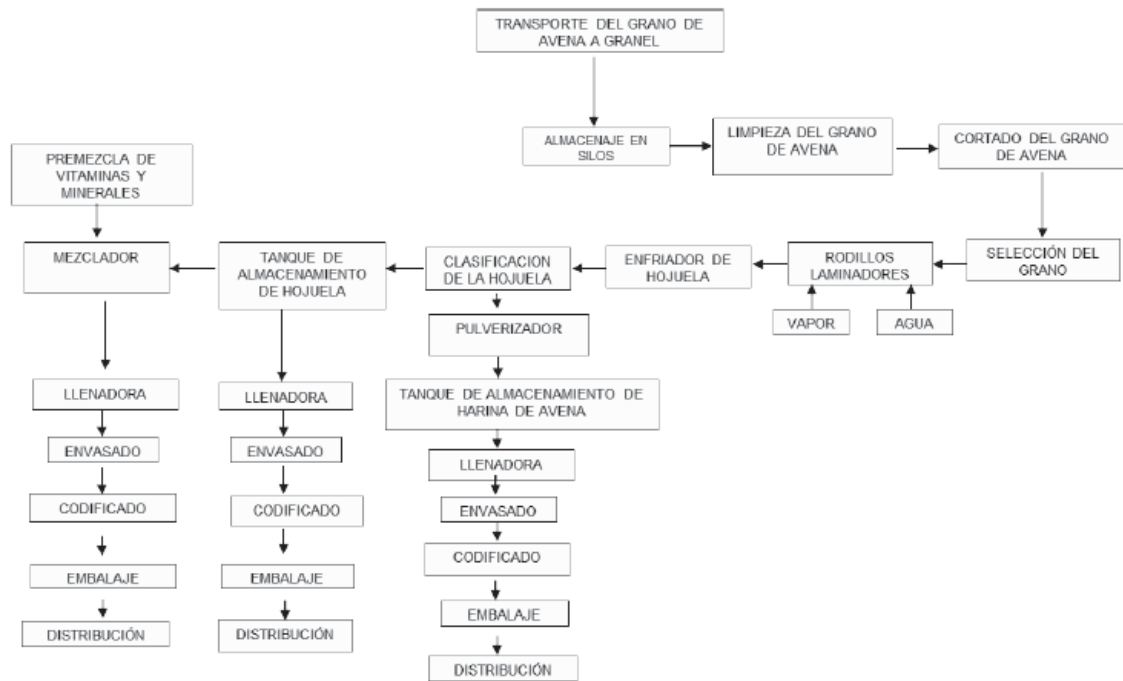 TRANSPORTE DEL GRANO DE
AVENA A GRANEL
ALMACENAJE EN
SILOS
LIMPIEZA DEL GRANO
DE AVENA
CORTADO DEL GRANO
DE AVENA
PREMEZCLA DE
VITAMINAS Y
MINERALES
MEZCLADOR
TANQUE DE
ALMACENAMIENTO
DE HOJUELA
CLASIFICACION
DE LA HOJUELA
ENFRIADOR DE
HOJUELA
RODILLOS
LAMINADORES
SELECCIÓN DEL
GRANO
VAPOR
AGUA
PULVERIZADOR
TANQUE DE ALMACENAMIENTO DE
HARINA DE AVENA
LLENADORA
ENVASADO
CODIFICADO
EMBALAJE
DISTRIBUCIÓN
LLENADORA
ENVASADO
CODIFICADO
EMBALAJE
DISTRIBUCIÓN
LLENADORA
ENVASADO
CODIFICADO
EMBALAJE
DISTRIBUCIÓN